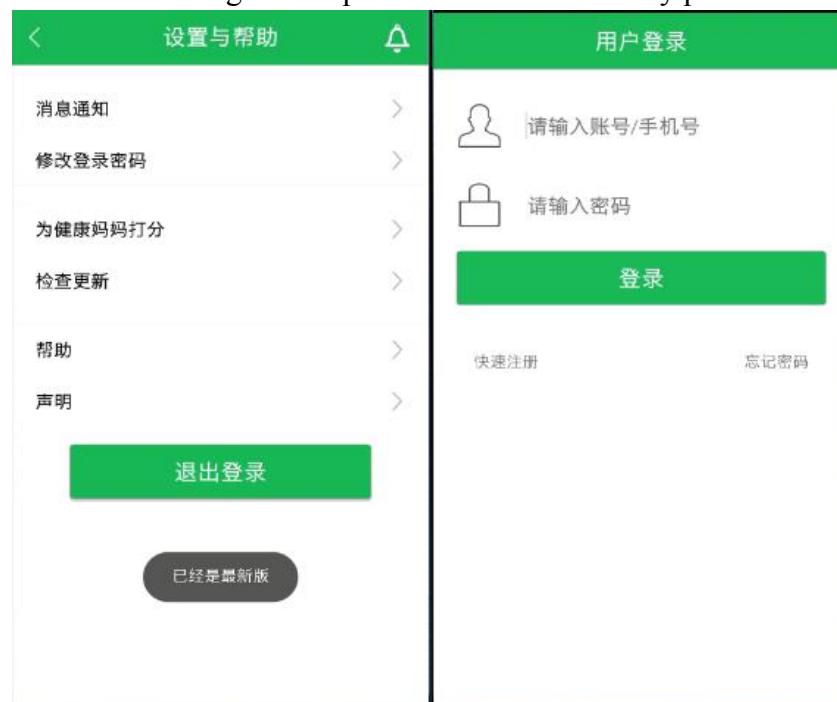 设置与帮助
消息通知
修改登录密码
为健康妈妈打分
检查更新
帮助
声明
退出登录
已经是最新版
用户登录
请输入账号/手机号
请输入密码
登录
快速注册
忘记密码